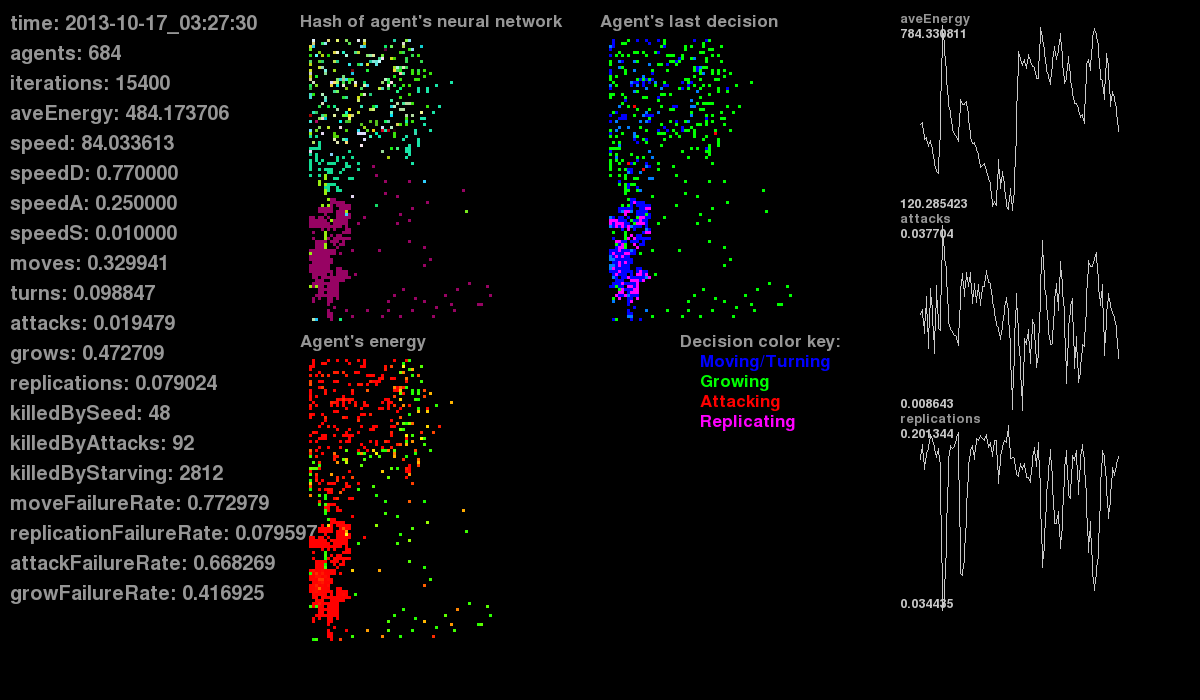 time: 2013-10-17_03:27:30
agents: 684
iterations: 15400
aveEnergy: 484.173706
speed: 84.033613
speedD: 0.770000
speedA: 0.250000
speedS: 0.010000
moves: 0.329941
turns: 0.098847
attacks: 0.019479
grows: 0.472709
replications: 0.079024
killedBySeed: 48
killedByAttacks: 92
killedByStarving: 2812
moveFailureRate: 0.772979
replicationFailureRate: 0.079597
attackFailureRate: 0.668269
growFailureRate: 0.416925
Hash of agent's neural network
Agent's last decision
Agent's energy
Decision color key:
Moving/Turning
Growing
Attacking
Replicating
aveEnergy
784.330811
120.285423
attacks
0.037704
0.008643
replications
0.201344
0.034435